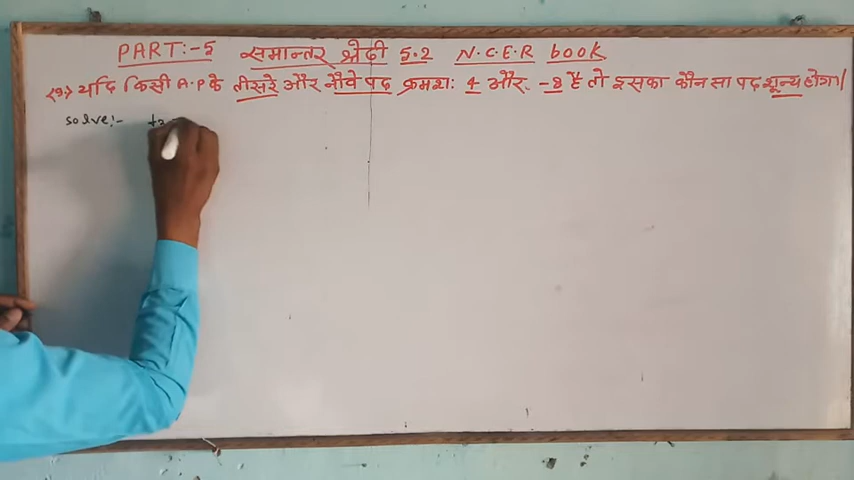 PART:-5 समान्तर श्रेढी 5.2 N.C.E.R book
(9.) यदि किसी A.P के तीसरे और नौवे पद क्रमशः 4 और -8 है तो इसका कौन सा पद शून्य होगा।
solve:- t3